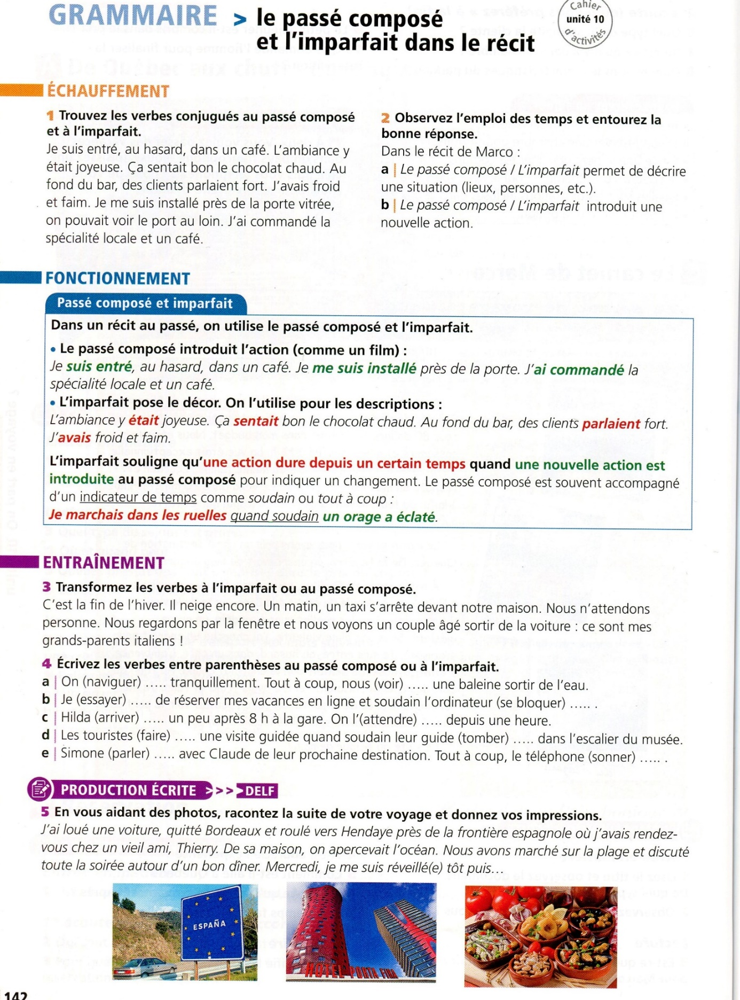 GRAMMAIRE > le passé composé
et l'imparfait dans le récit
Cahier
unité 10
d'activités
ÉCHAUFFEMENT
1 Trouvez les verbes conjugués au passé composé
et à l'imparfait.
Je suis entré, au hasard, dans un café. L'ambiance y
était joyeuse. Ça sentait bon le chocolat chaud. Au
fond du bar, des clients parlaient fort. J'avais froid
et faim. Je me suis installé près de la porte vitrée,
on pouvait voir le port au loin. J'ai commandé la
spécialité locale et un café.
2 Observez l'emploi des temps et entourez la
bonne réponse.
Dans le récit de Marco :
a | Le passé composé / L'imparfait permet de décrire
une situation (lieux, personnes, etc.).
b | Le passé composé / L'imparfait introduit une
nouvelle action.
FONCTIONNEMENT
Passé composé et imparfait
Dans un récit au passé, on utilise le passé composé et l'imparfait.
• Le passé composé introduit l'action (comme un film) :
Je suis entré, au hasard, dans un café. Je me suis installé près de la porte. J'ai commandé la
spécialité locale et un café.
• L'imparfait pose le décor. On l'utilise pour les descriptions :
L'ambiance y était joyeuse. Ça sentait bon le chocolat chaud. Au fond du bar, des clients parlaient fort.
J'avais froid et faim.
L'imparfait souligne qu'une action dure depuis un certain temps quand une nouvelle action est
introduite au passé composé pour indiquer un changement. Le passé composé est souvent accompagné
d'un indicateur de temps comme soudain ou tout à coup :
Je marchais dans les ruelles quand soudain un orage a éclaté.
ENTRAÎNEMENT
3 Transformez les verbes à l'imparfait ou au passé composé.
C'est la fin de l'hiver. Il neige encore. Un matin, un taxi s'arrête devant notre maison. Nous n'attendons
personne. Nous regardons par la fenêtre et nous voyons un couple âgé sortir de la voiture : ce sont mes
grands-parents italiens !
4 Écrivez les verbes entre parenthèses au passé composé ou à l'imparfait.
a | On (naviguer) ..... tranquillement. Tout à coup, nous (voir) ..... une baleine sortir de l'eau.
b | Je (essayer) ..... de réserver mes vacances en ligne et soudain l'ordinateur (se bloquer) ..... .
c | Hilda (arriver) ..... un peu après 8 h à la gare. On l'(attendre) ..... depuis une heure.
d | Les touristes (faire) ..... une visite guidée quand soudain leur guide (tomber) ..... dans l'escalier du musée.
e | Simone (parler) ..... avec Claude de leur prochaine destination. Tout à coup, le téléphone (sonner) ..... .
PRODUCTION ÉCRITE >>>> DELF
5 En vous aidant des photos, racontez la suite de votre voyage et donnez vos impressions.
J'ai loué une voiture, quitté Bordeaux et roulé vers Hendaye près de la frontière espagnole où j'avais rendez-
vous chez un vieil ami, Thierry. De sa maison, on apercevait l'océan. Nous avons marché sur la plage et discuté
toute la soirée autour d'un bon dîner. Mercredi, je me suis réveillé(e) tôt puis...
ESPAÑA
HOTEL PORTA FIRA
142